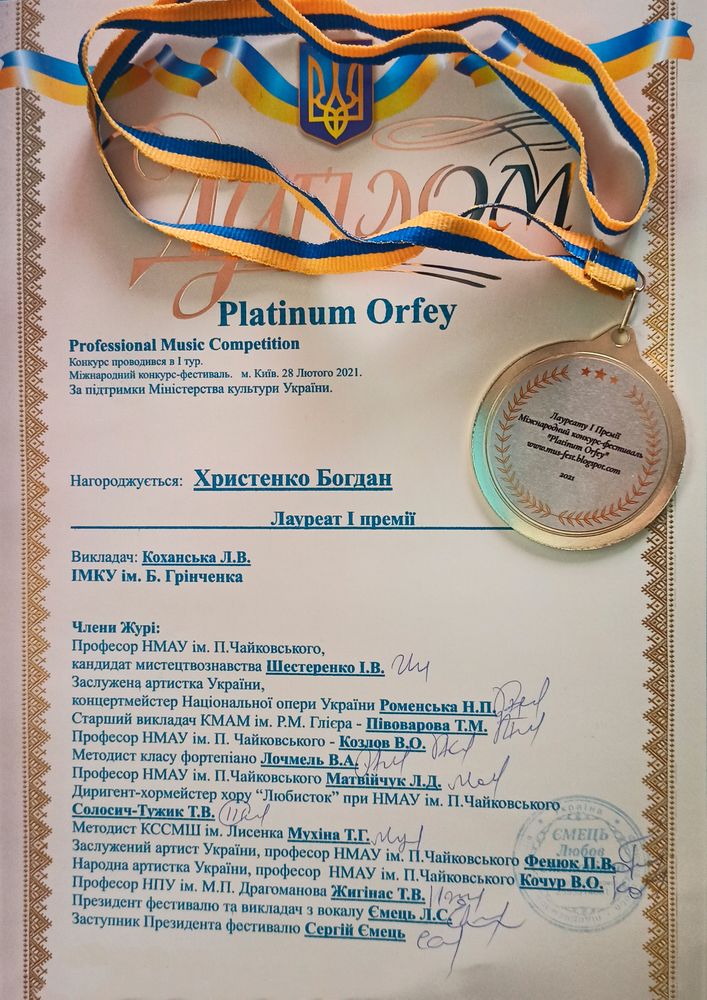 Диплом
Platinum Orfey
Professional Music Competition
Конкурс проводився в І тур.
Міжнародний конкурс-фестиваль. м. Київ. 28 Лютого 2021.
За підтримки Міністерства культури України.
Лауреату І Премії
Міжнародний конкурс-фестиваль
"Platinum Orfey"
www.mus-fest.blogspot.com
2021
Нагороджується: Христенко Богдан
Лауреат І премії
Викладач: Коханська Л.В.
ІМКУ ім. Б. Грінченка
Члени Журі:
Професор НМАУ ім. П.Чайковського,
кандидат мистецтвознавства Шестеренко І.В.
Заслужена артистка України,
концертмейстер Національної опери України Роменська Н.П.
Старший викладач КМАМ ім. Р.М. Глієра - Півоварова Т.М.
Професор НМАУ ім. П. Чайковського - Козлов В.О.
Методист класу фортепіано Лочмель В.А.
Професор НМАУ ім. П.Чайковського Матвійчук Л.Д.
Диригент-хормейстер хору “Любисток” при НМАУ ім. П.Чайковського
Солосич-Тужик Т.В.
Методист КССМШ ім. Лисенка Мухіна Т.Г.
Заслужений артист України, професор НМАУ ім. П.Чайковського Фенюк П.В.
Народна артистка України, професор НМАУ ім. П.Чайковського Кочур В.О.
Професор НПУ ім. М.П. Драгоманова Жигінас Т.В.
Президент фестивалю та викладач з вокалу Ємець Л.С.
Заступник Президента фестивалю Сергій Ємець
Україна
ЄМЕЦЬ
Любов